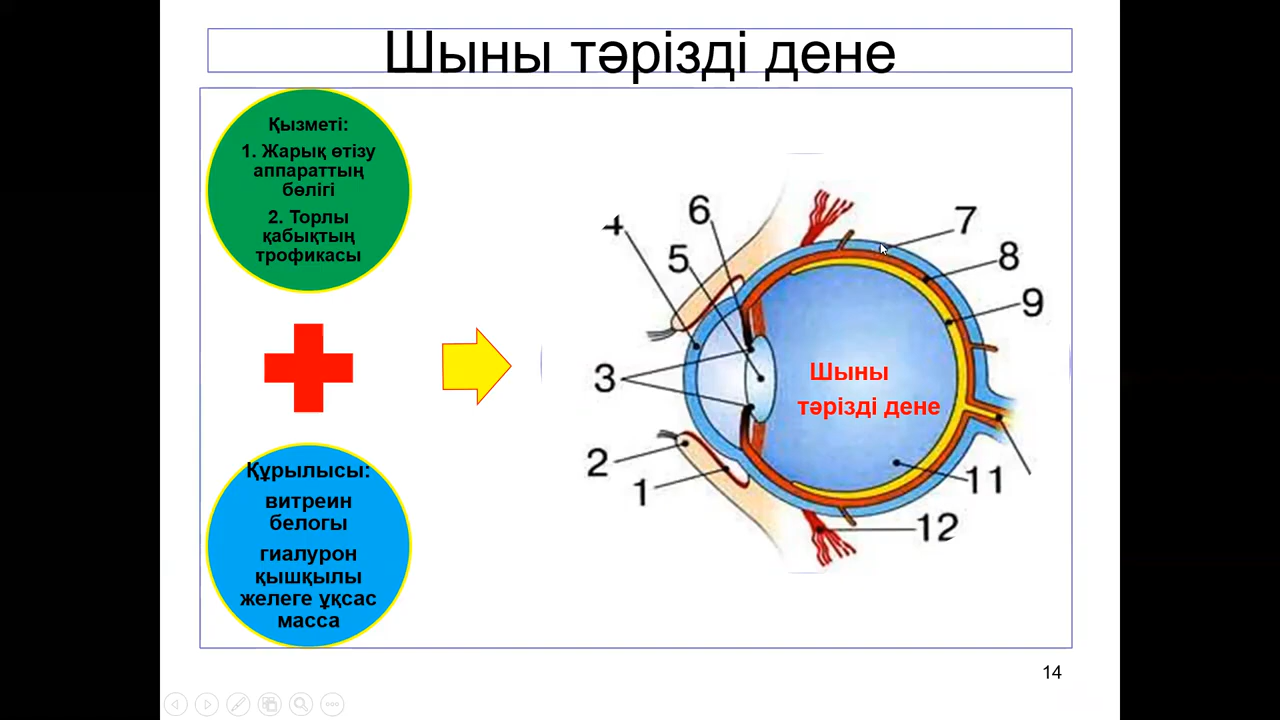 Шыны тәрізді дене
Қызметі:
1. Жарық өтізу
аппараттың
бөлігі
2. Торлы
қабықтың
трофикасы
Құрылысы:
витреин
белогы
гиалурон
қышқылы
желеге ұқсас
масса
4
6
5
3
2
1
7
8
9
Шыны
тәрізді дене
11
12
14